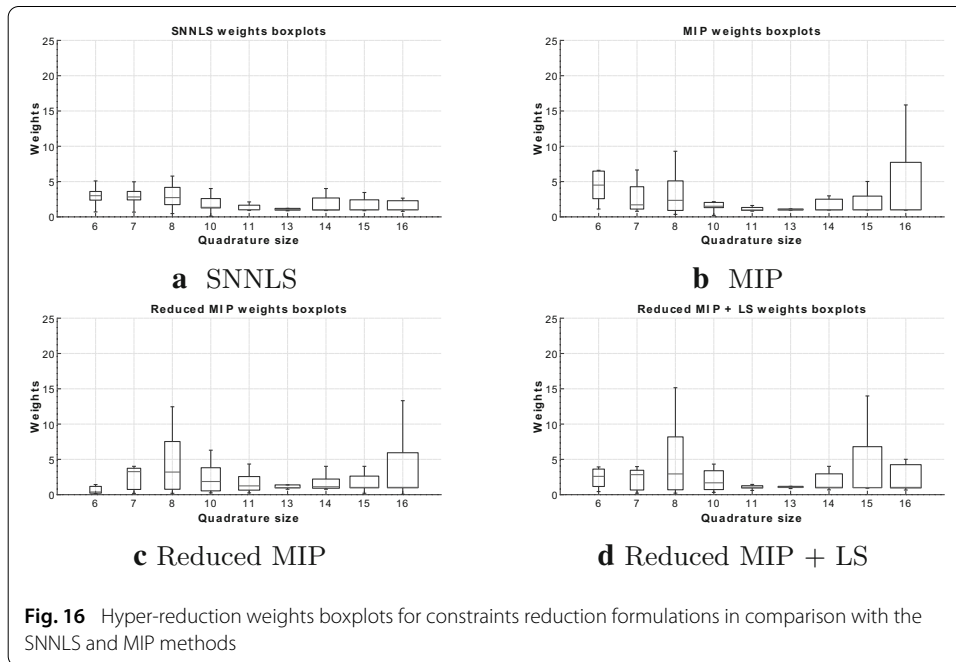 SNNLS weights boxplots
25
20
15
10
5
0
Weights
6 7 8 10 11 13 14 15 16
Quadrature size
a SNNLS
MIP weights boxplots
25
20
15
10
5
0
Weights
6 7 8 10 11 13 14 15 16
Quadrature size
b MIP
Reduced MIP weights boxplots
25
20
15
10
5
0
Weights
6 7 8 10 11 13 14 15 16
Quadrature size
c Reduced MIP
Reduced MIP + LS weights boxplots
25
20
15
10
5
0
Weights
6 7 8 10 11 13 14 15 16
Quadrature size
d Reduced MIP + LS
Fig. 16 Hyper-reduction weights boxplots for constraints reduction formulations in comparison with the
SNNLS and MIP methods